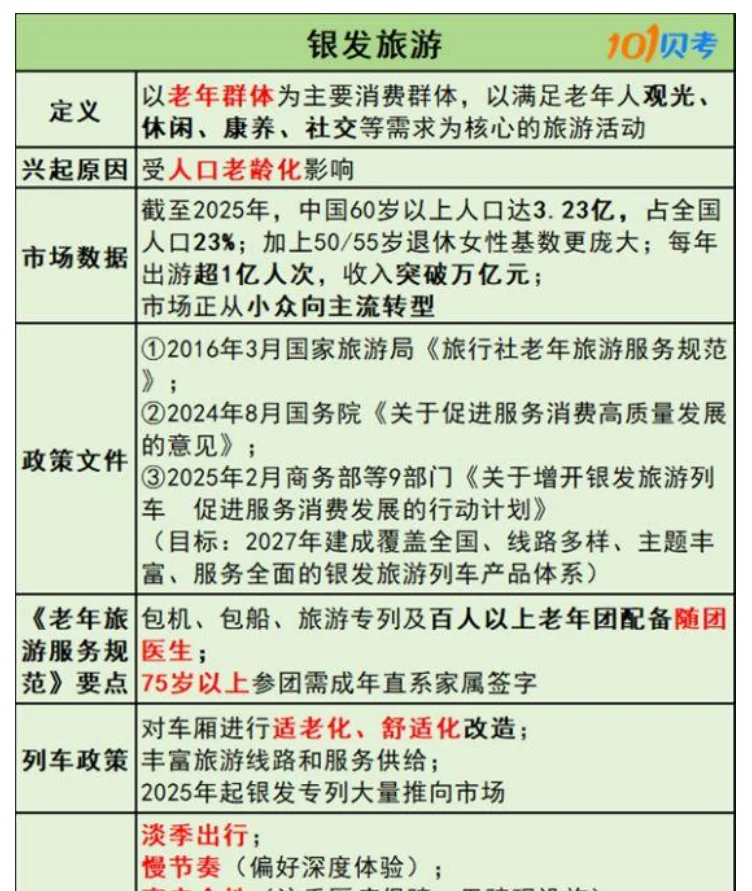 银发旅游
101贝考
定义
以老年群体为主要消费群体，以满足老年人观光、
休闲、康养、社交等需求为核心的旅游活动
兴起原因
受人口老龄化影响
市场数据
截至2025年，中国60岁以上人口达3.23亿，占全国
人口23%；加上50/55岁退休女性基数更庞大；每年
出游超1亿人次，收入突破万亿元；
市场正从小众向主流转型
政策文件
①2016年3月国家旅游局《旅行社老年旅游服务规范
》；
②2024年8月国务院《关于促进服务消费高质量发展
的意见》；
③2025年2月商务部等9部门《关于增开银发旅游列
车　促进服务消费发展的行动计划》
（目标：2027年建成覆盖全国、线路多样、主题丰
富、服务全面的银发旅游列车产品体系）
《老年旅
游服务规
范》要点
包机、包船、旅游专列及百人以上老年团配备随团
医生；
75岁以上参团需成年直系家属签字
列车政策
对车厢进行适老化、舒适化改造；
丰富旅游线路和服务供给；
2025年起银发专列大量推向市场
淡季出行；
慢节奏（偏好深度体验）；